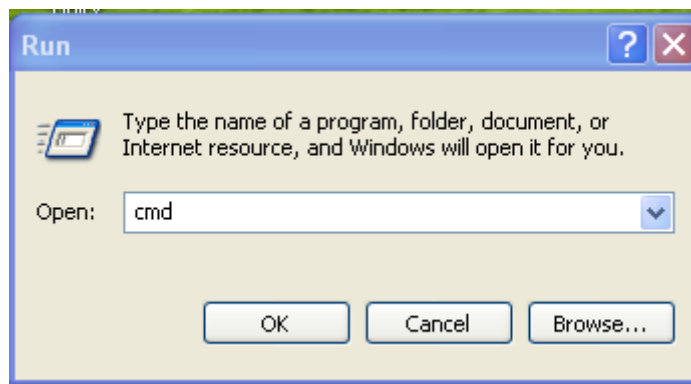 Run
Type the name of a program, folder, document, or
Internet resource, and Windows will open it for you.
Open: cmd
OK Cancel Browse...